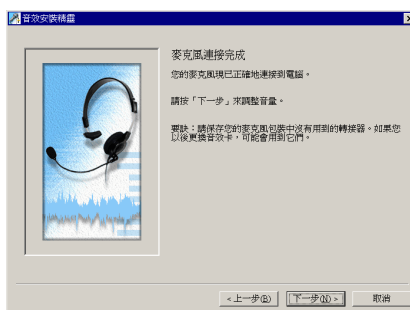 音效安裝精靈
麥克風連接完成
您的麥克風現已正確地連接到電腦。
請按「下一步」來調整音量。
要訣：請保存您的麥克風包裝中沒有用到的轉接器。如果您
以後更換音效卡，可能會用到它們。
<上一步(B) 下一步(N)> 取消